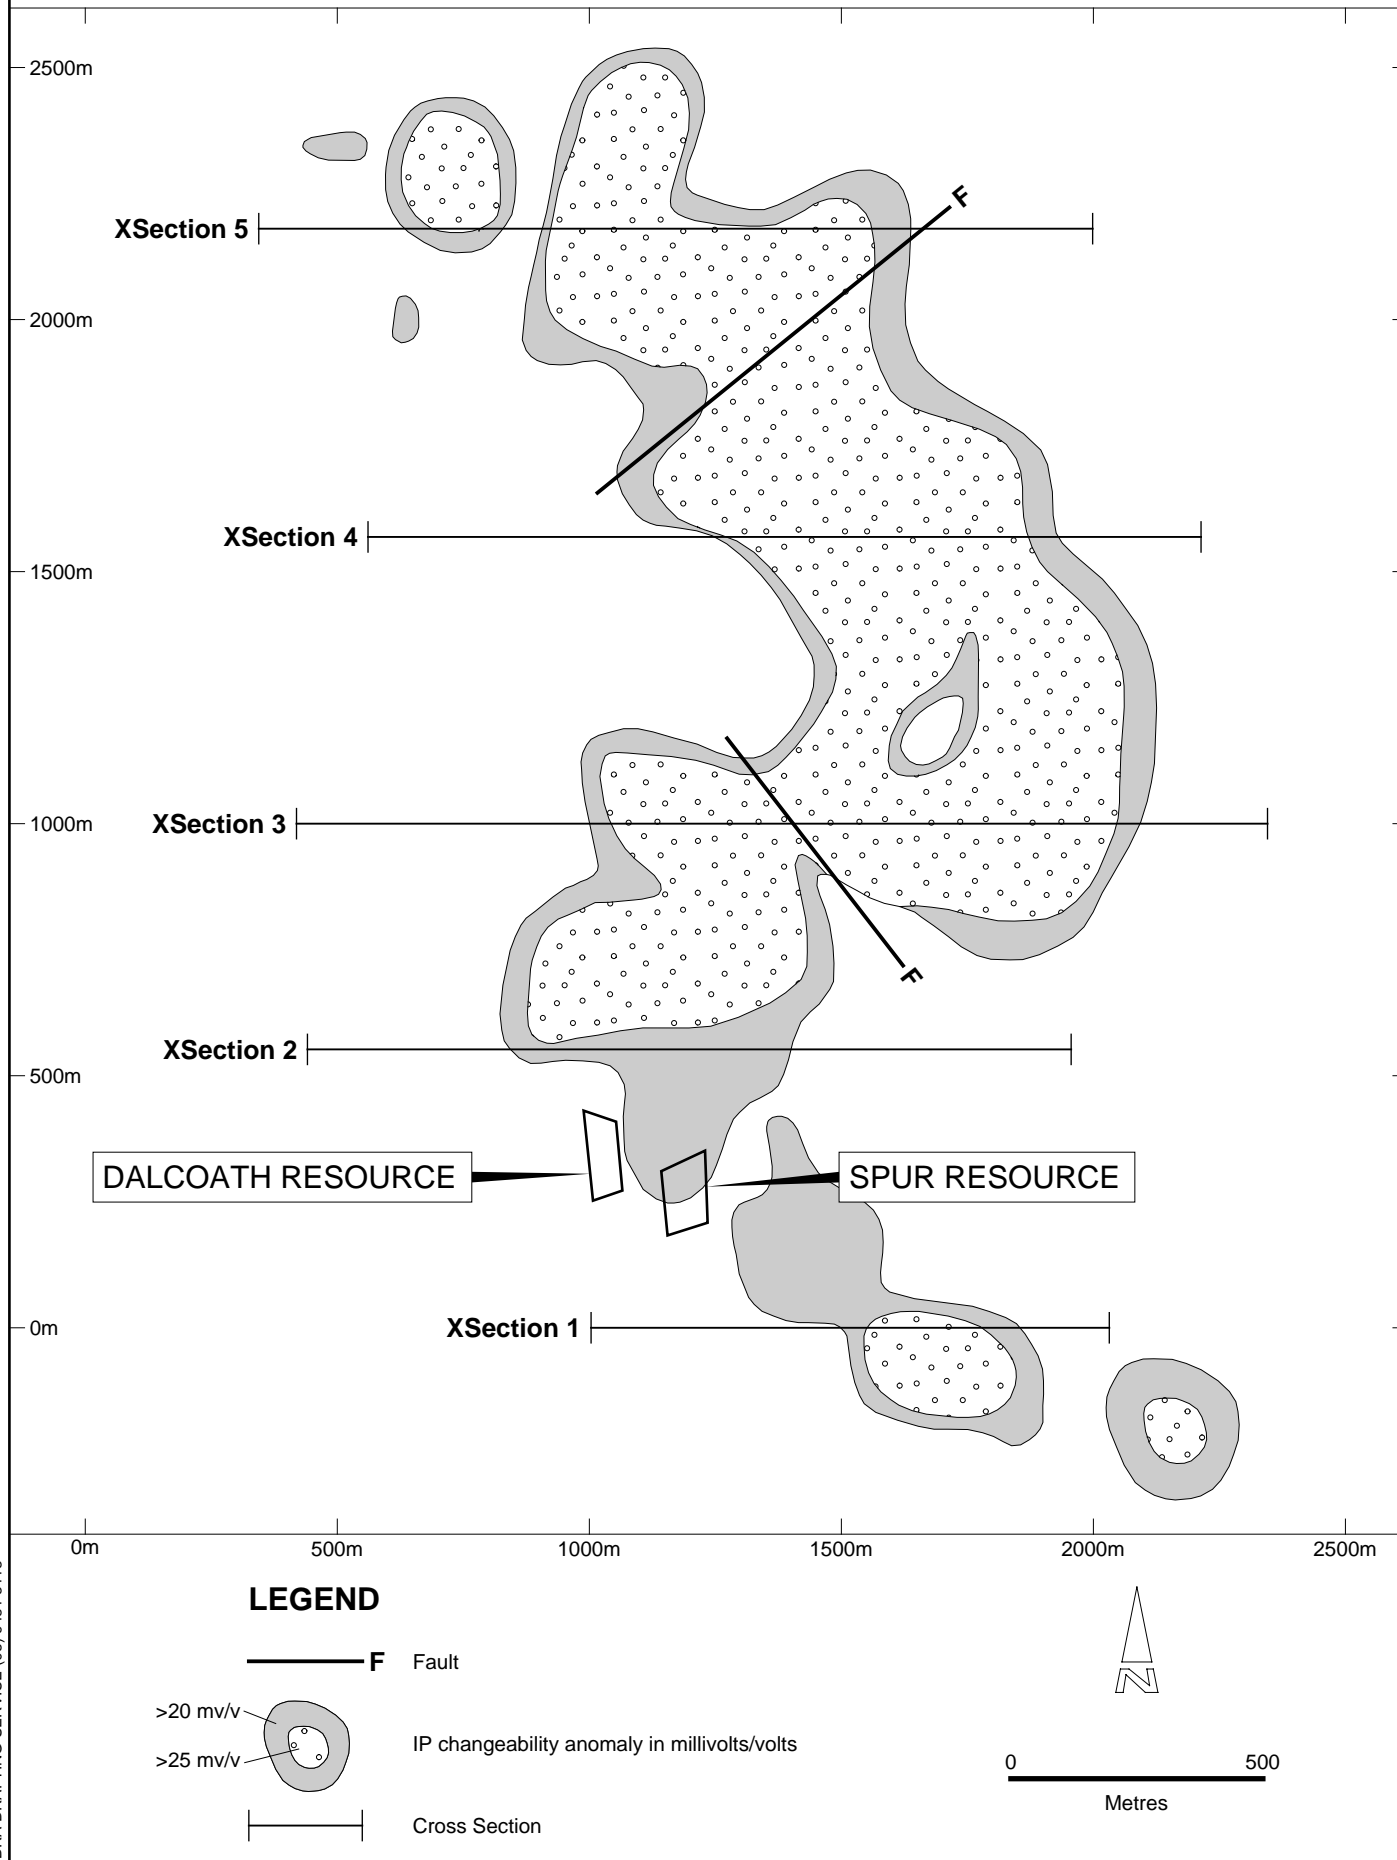 2500m
F
XSection 5
2000m
XSection 4
1500m
1000m
XSection 3
F
XSection 2
500m
DALCOATH RESOURCE
SPUR RESOURCE
0m
XSection 1
0m 500m 1000m 1500m 2000m 2500m
LEGEND
F Fault
>20 mv/v
>25 mv/v
IP changeability anomaly in millivolts/volts
Cross Section
N
0 500
Metres